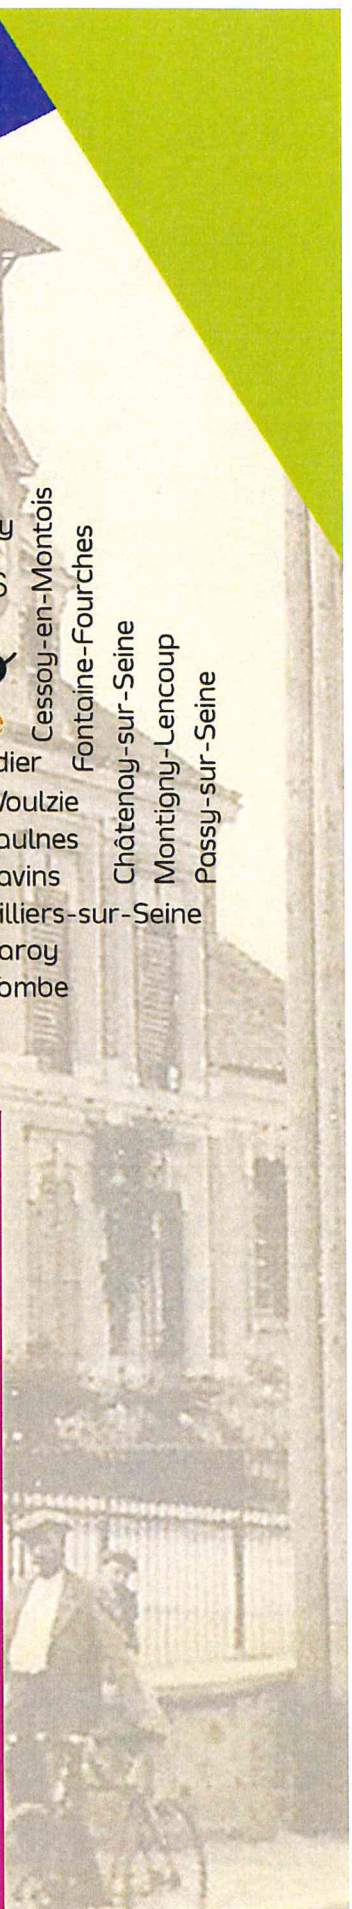 Cessoy-en-Montois
Fontaine-Fourches
Châtenay-sur-Seine
Montigny-Lencoup
Passy-sur-Seine
dier
Voulzie
aulnes
avins
illiers-sur-Seine
aroy
ombe